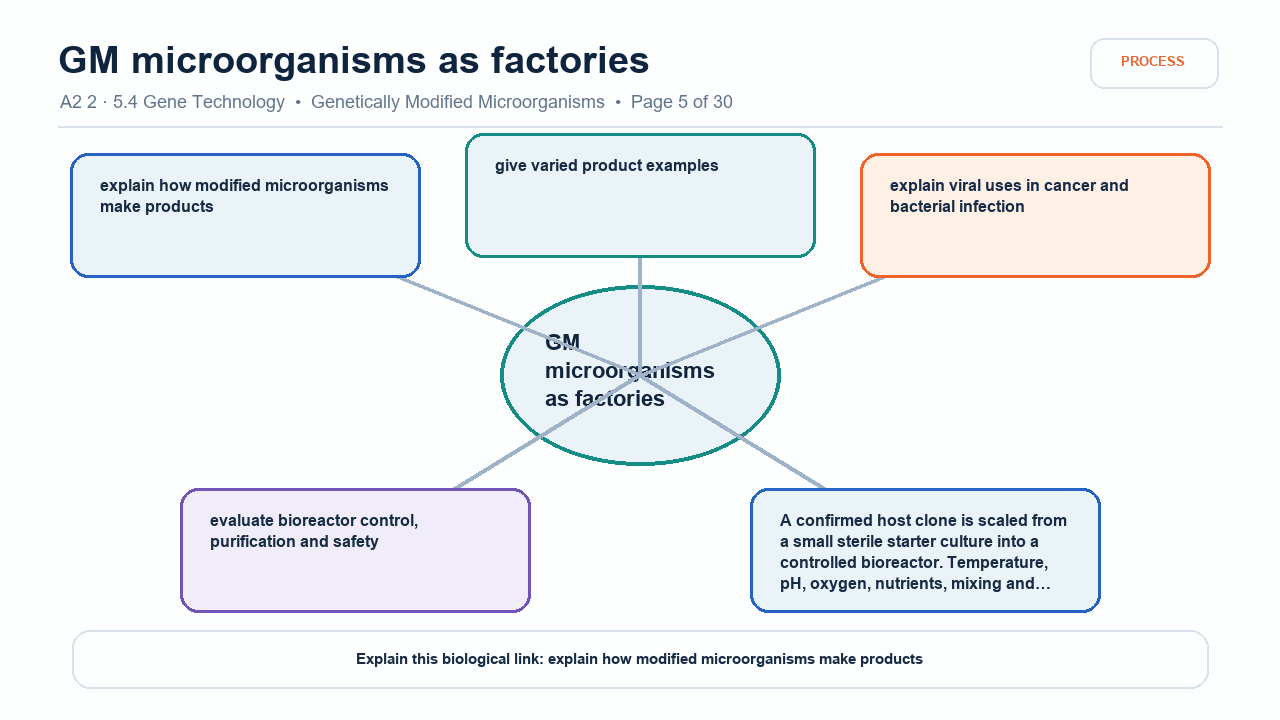 GM microorganisms as factories
PROCESS
A2 2 · 5.4 Gene Technology • Genetically Modified Microorganisms • Page 5 of 30
explain how modified microorganisms
make products
give varied product examples
explain viral uses in cancer and
bacterial infection
GM
microorganisms
as factories
evaluate bioreactor control,
purification and safety
A confirmed host clone is scaled from
a small sterile starter culture into a
controlled bioreactor. Temperature,
pH, oxygen, nutrients, mixing and…
Explain this biological link: explain how modified microorganisms make products